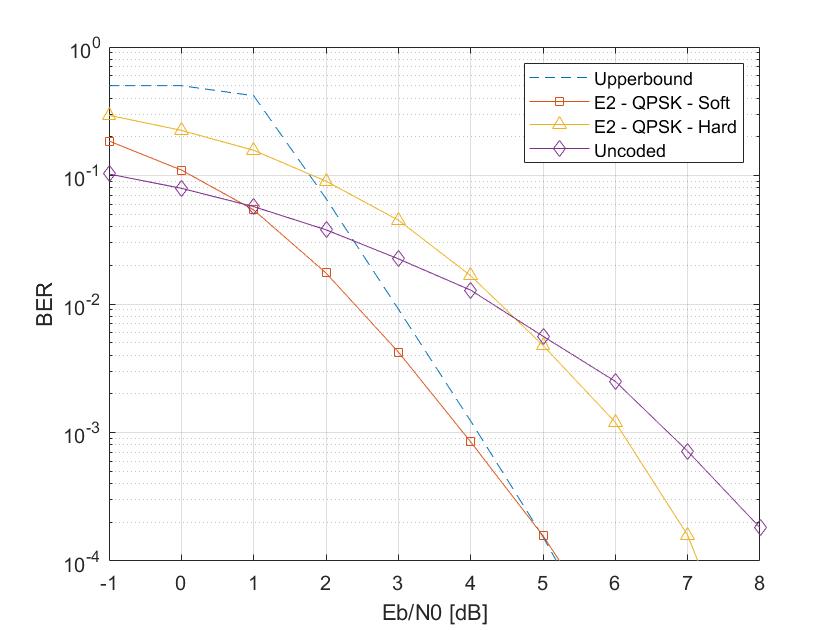 10^0
10^-1
10^-2
10^-3
10^-4
BER
-1 0 1 2 3 4 5 6 7 8
Eb/N0 [dB]
Upperbound
E2 - QPSK - Soft
E2 - QPSK - Hard
Uncoded